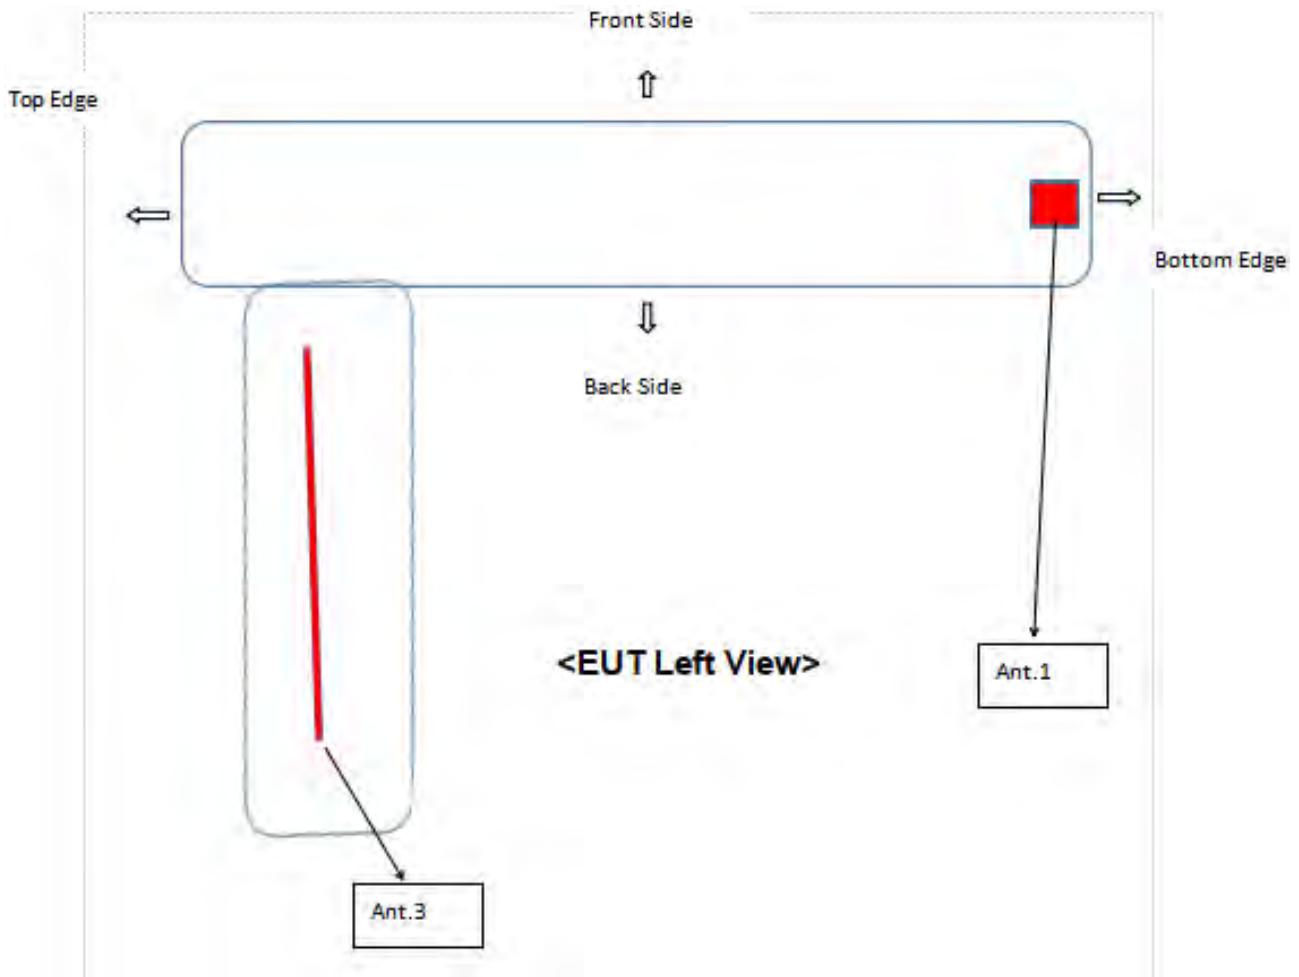 Front Side
Top Edge
Bottom Edge
Back Side
<EUT Left View>
Ant.1
Ant.3